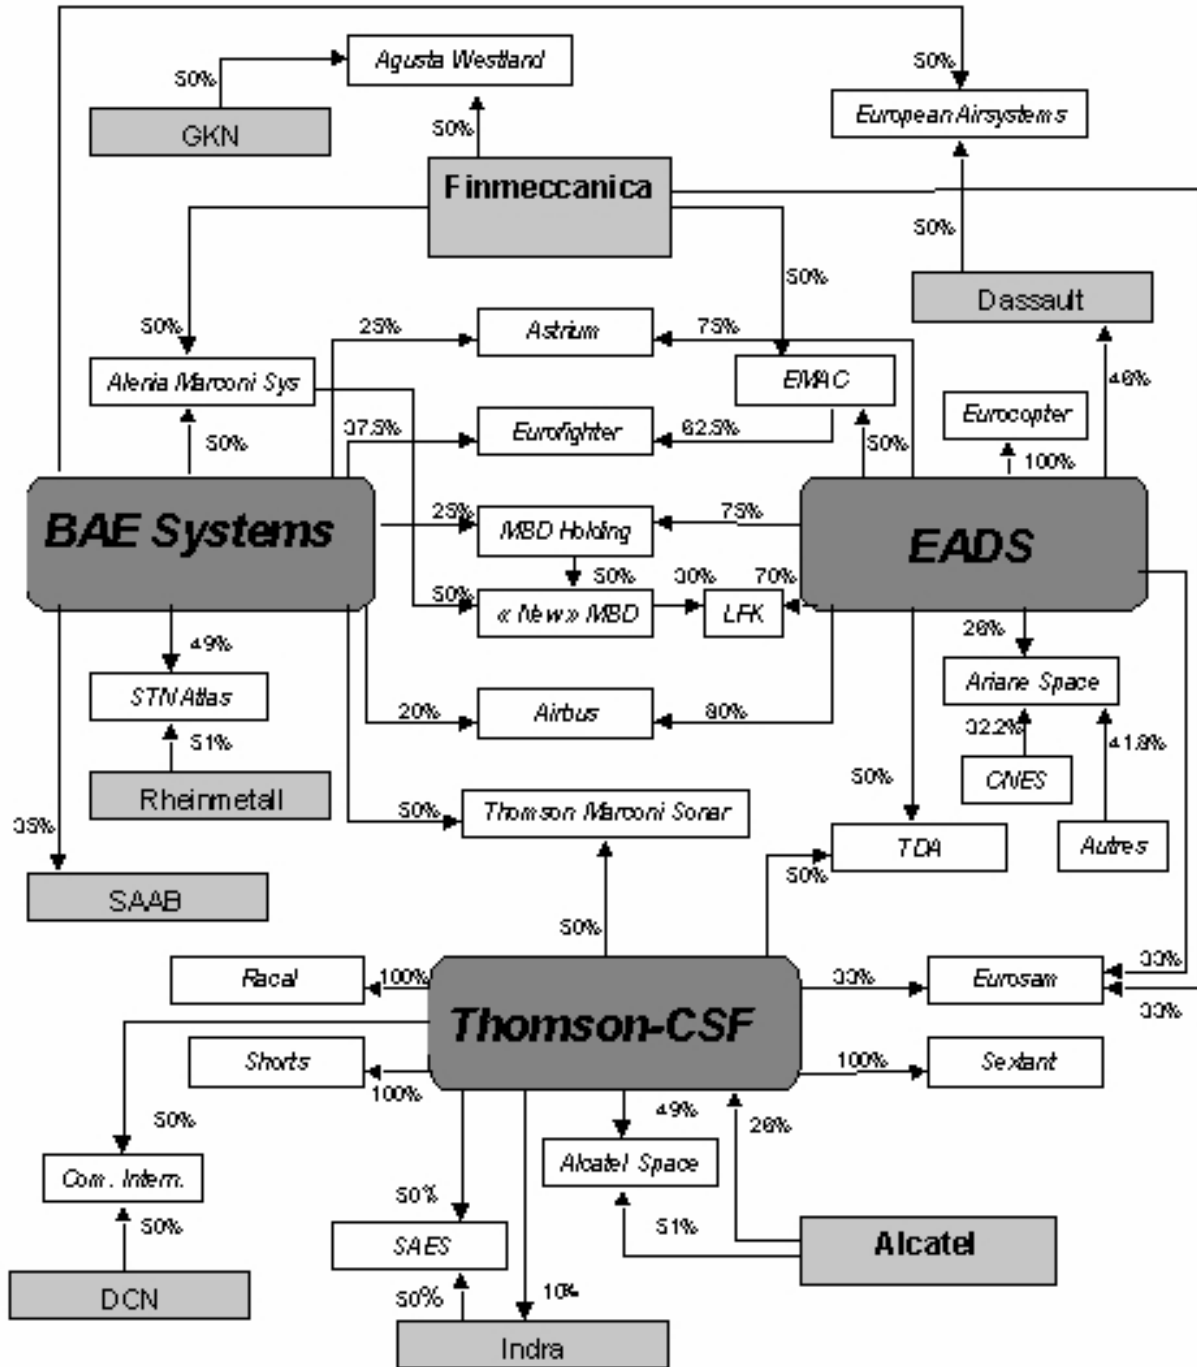 Agusta Westland
50%
50%
European Airsystems
50%
GKN
50%
Finmeccanica
50%
50%
Dassault
50%
25%
Astrium
75%
Alenia Marconi Sys
EMAC
46%
Eurocopter
37.5%
Eurofighter
62.5%
50%
50%
100%
BAE Systems
25%
MBD Holding
75%
EADS
50%
30%
70%
50%
« New » MBD
LFK
49%
26%
STN Atlas
Ariane Space
20%
Airbus
80%
51%
32.2%
41.8%
Rheinmetall
CNES
50%
50%
Thomson Marconi Sonar
35%
TDA
Autres
50%
SAAB
50%
Racal
100%
33%
Eurosam
33%
33%
Thomson-CSF
Shorts
100%
100%
Sextant
49%
26%
50%
Alcatel Space
Com. Intern.
50%
51%
50%
SAES
Alcatel
DCN
50%
10%
Indra